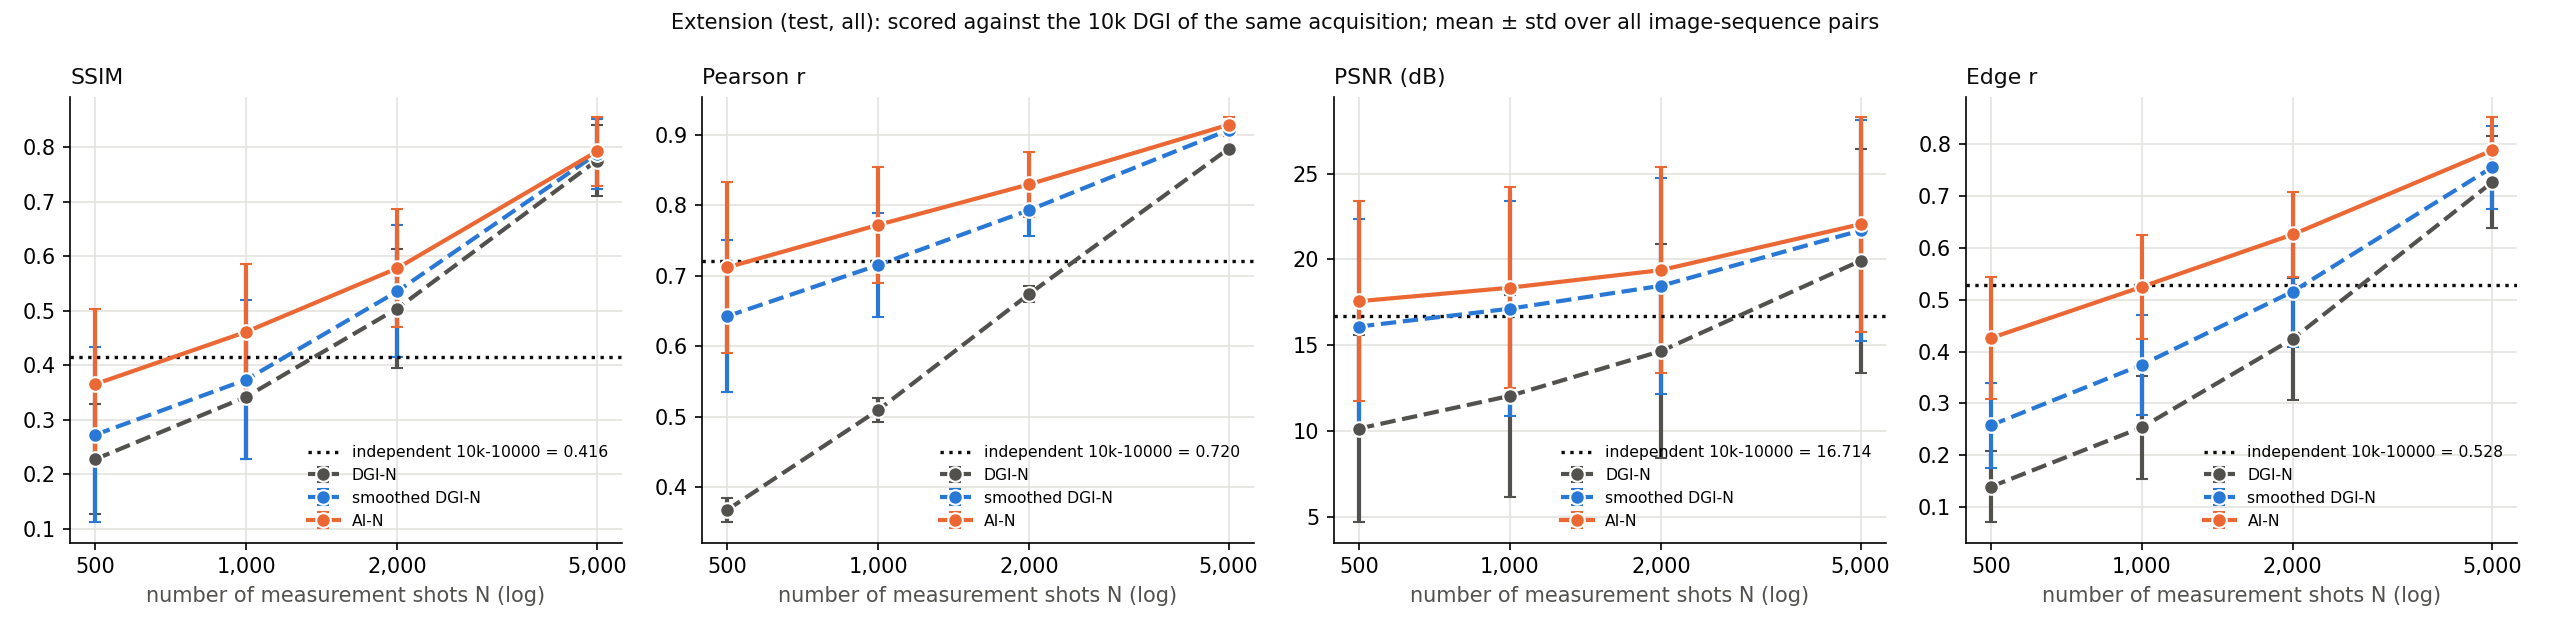 Extension (test, all): scored against the 10k DGI of the same acquisition; mean ± std over all image-sequence pairs
SSIM
0.8
0.7
0.6
0.5
0.4
0.3
0.2
0.1
independent 10k-10000 = 0.416
DGI-N
smoothed DGI-N
AI-N
500
1,000
2,000
5,000
number of measurement shots N (log)
Pearson r
0.9
0.8
0.7
0.6
0.5
0.4
independent 10k-10000 = 0.720
DGI-N
smoothed DGI-N
AI-N
500
1,000
2,000
5,000
number of measurement shots N (log)
PSNR (dB)
25
20
15
10
5
independent 10k-10000 = 16.714
DGI-N
smoothed DGI-N
AI-N
500
1,000
2,000
5,000
number of measurement shots N (log)
Edge r
0.8
0.7
0.6
0.5
0.4
0.3
0.2
0.1
independent 10k-10000 = 0.528
DGI-N
smoothed DGI-N
AI-N
500
1,000
2,000
5,000
number of measurement shots N (log)